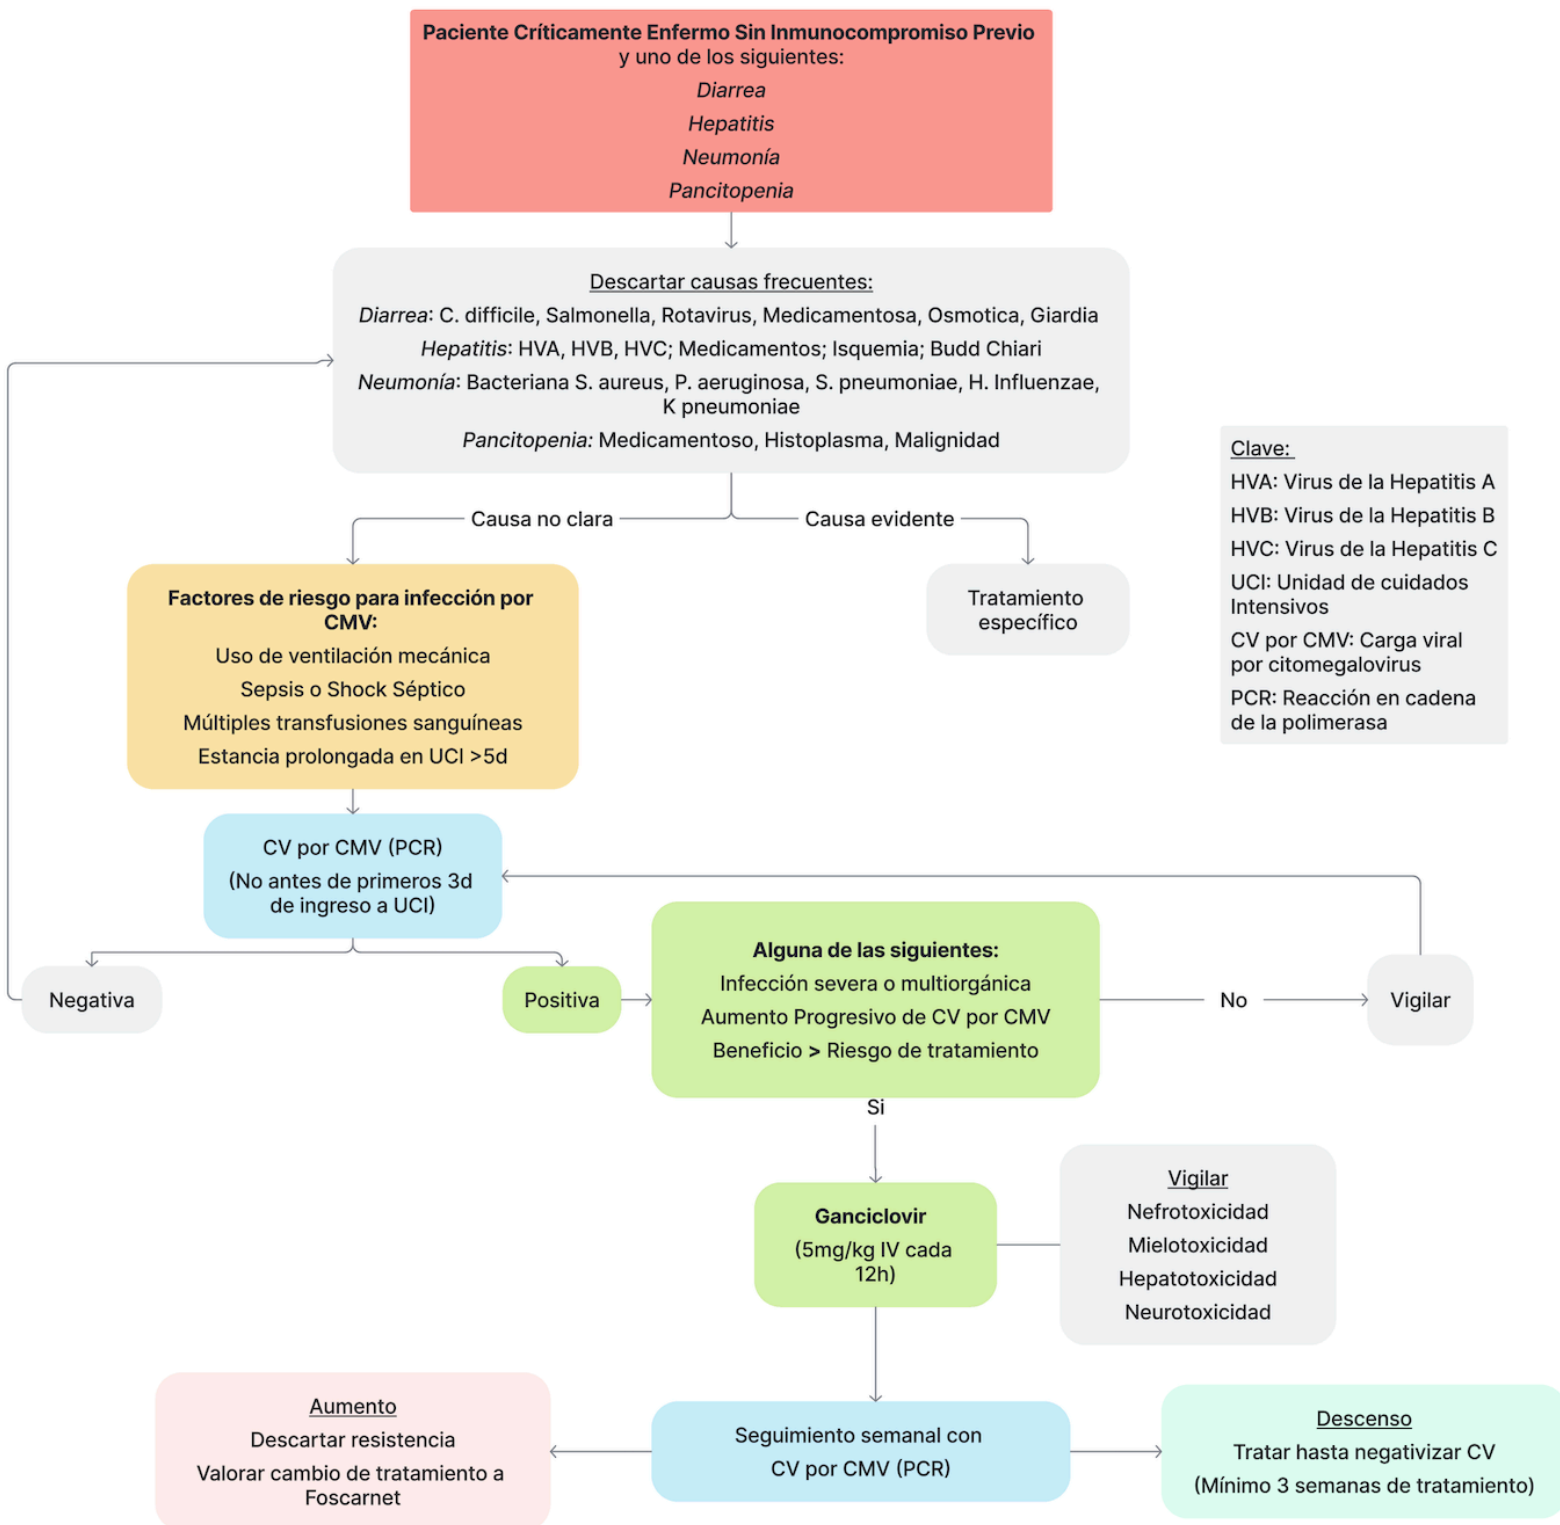 Paciente Críticamente Enfermo Sin Inmunocompromiso Previo
y uno de los siguientes:
Diarrea
Hepatitis
Neumonía
Pancitopenia
Descartar causas frecuentes:
Diarrea: C. difficile, Salmonella, Rotavirus, Medicamentosa, Osmotica, Giardia
Hepatitis: HVA, HVB, HVC; Medicamentos; Isquemia; Budd Chiari
Neumonía: Bacteriana S. aureus, P. aeruginosa, S. pneumoniae, H. Influenzae,
K pneumoniae
Pancitopenia: Medicamentoso, Histoplasma, Malignidad
Clave:
HVA: Virus de la Hepatitis A
HVB: Virus de la Hepatitis B
HVC: Virus de la Hepatitis C
UCI: Unidad de cuidados
Intensivos
CV por CMV: Carga viral
por citomegalovirus
PCR: Reacción en cadena
de la polimerasa
Causa no clara
Causa evidente
Factores de riesgo para infección por
CMV:
Uso de ventilación mecánica
Sepsis o Shock Séptico
Múltiples transfusiones sanguíneas
Estancia prolongada en UCI >5d
Tratamiento
específico
CV por CMV (PCR)
(No antes de primeros 3d
de ingreso a UCI)
Negativa
Positiva
Alguna de las siguientes:
Infección severa o multiorgánica
Aumento Progresivo de CV por CMV
Beneficio > Riesgo de tratamiento
No
Vigilar
Si
Ganciclovir
(5mg/kg IV cada
12h)
Vigilar
Nefrotoxicidad
Mielotoxicidad
Hepatotoxicidad
Neurotoxicidad
Aumento
Descartar resistencia
Valorar cambio de tratamiento a
Foscarnet
Seguimiento semanal con
CV por CMV (PCR)
Descenso
Tratar hasta negativizar CV
(Mínimo 3 semanas de tratamiento)